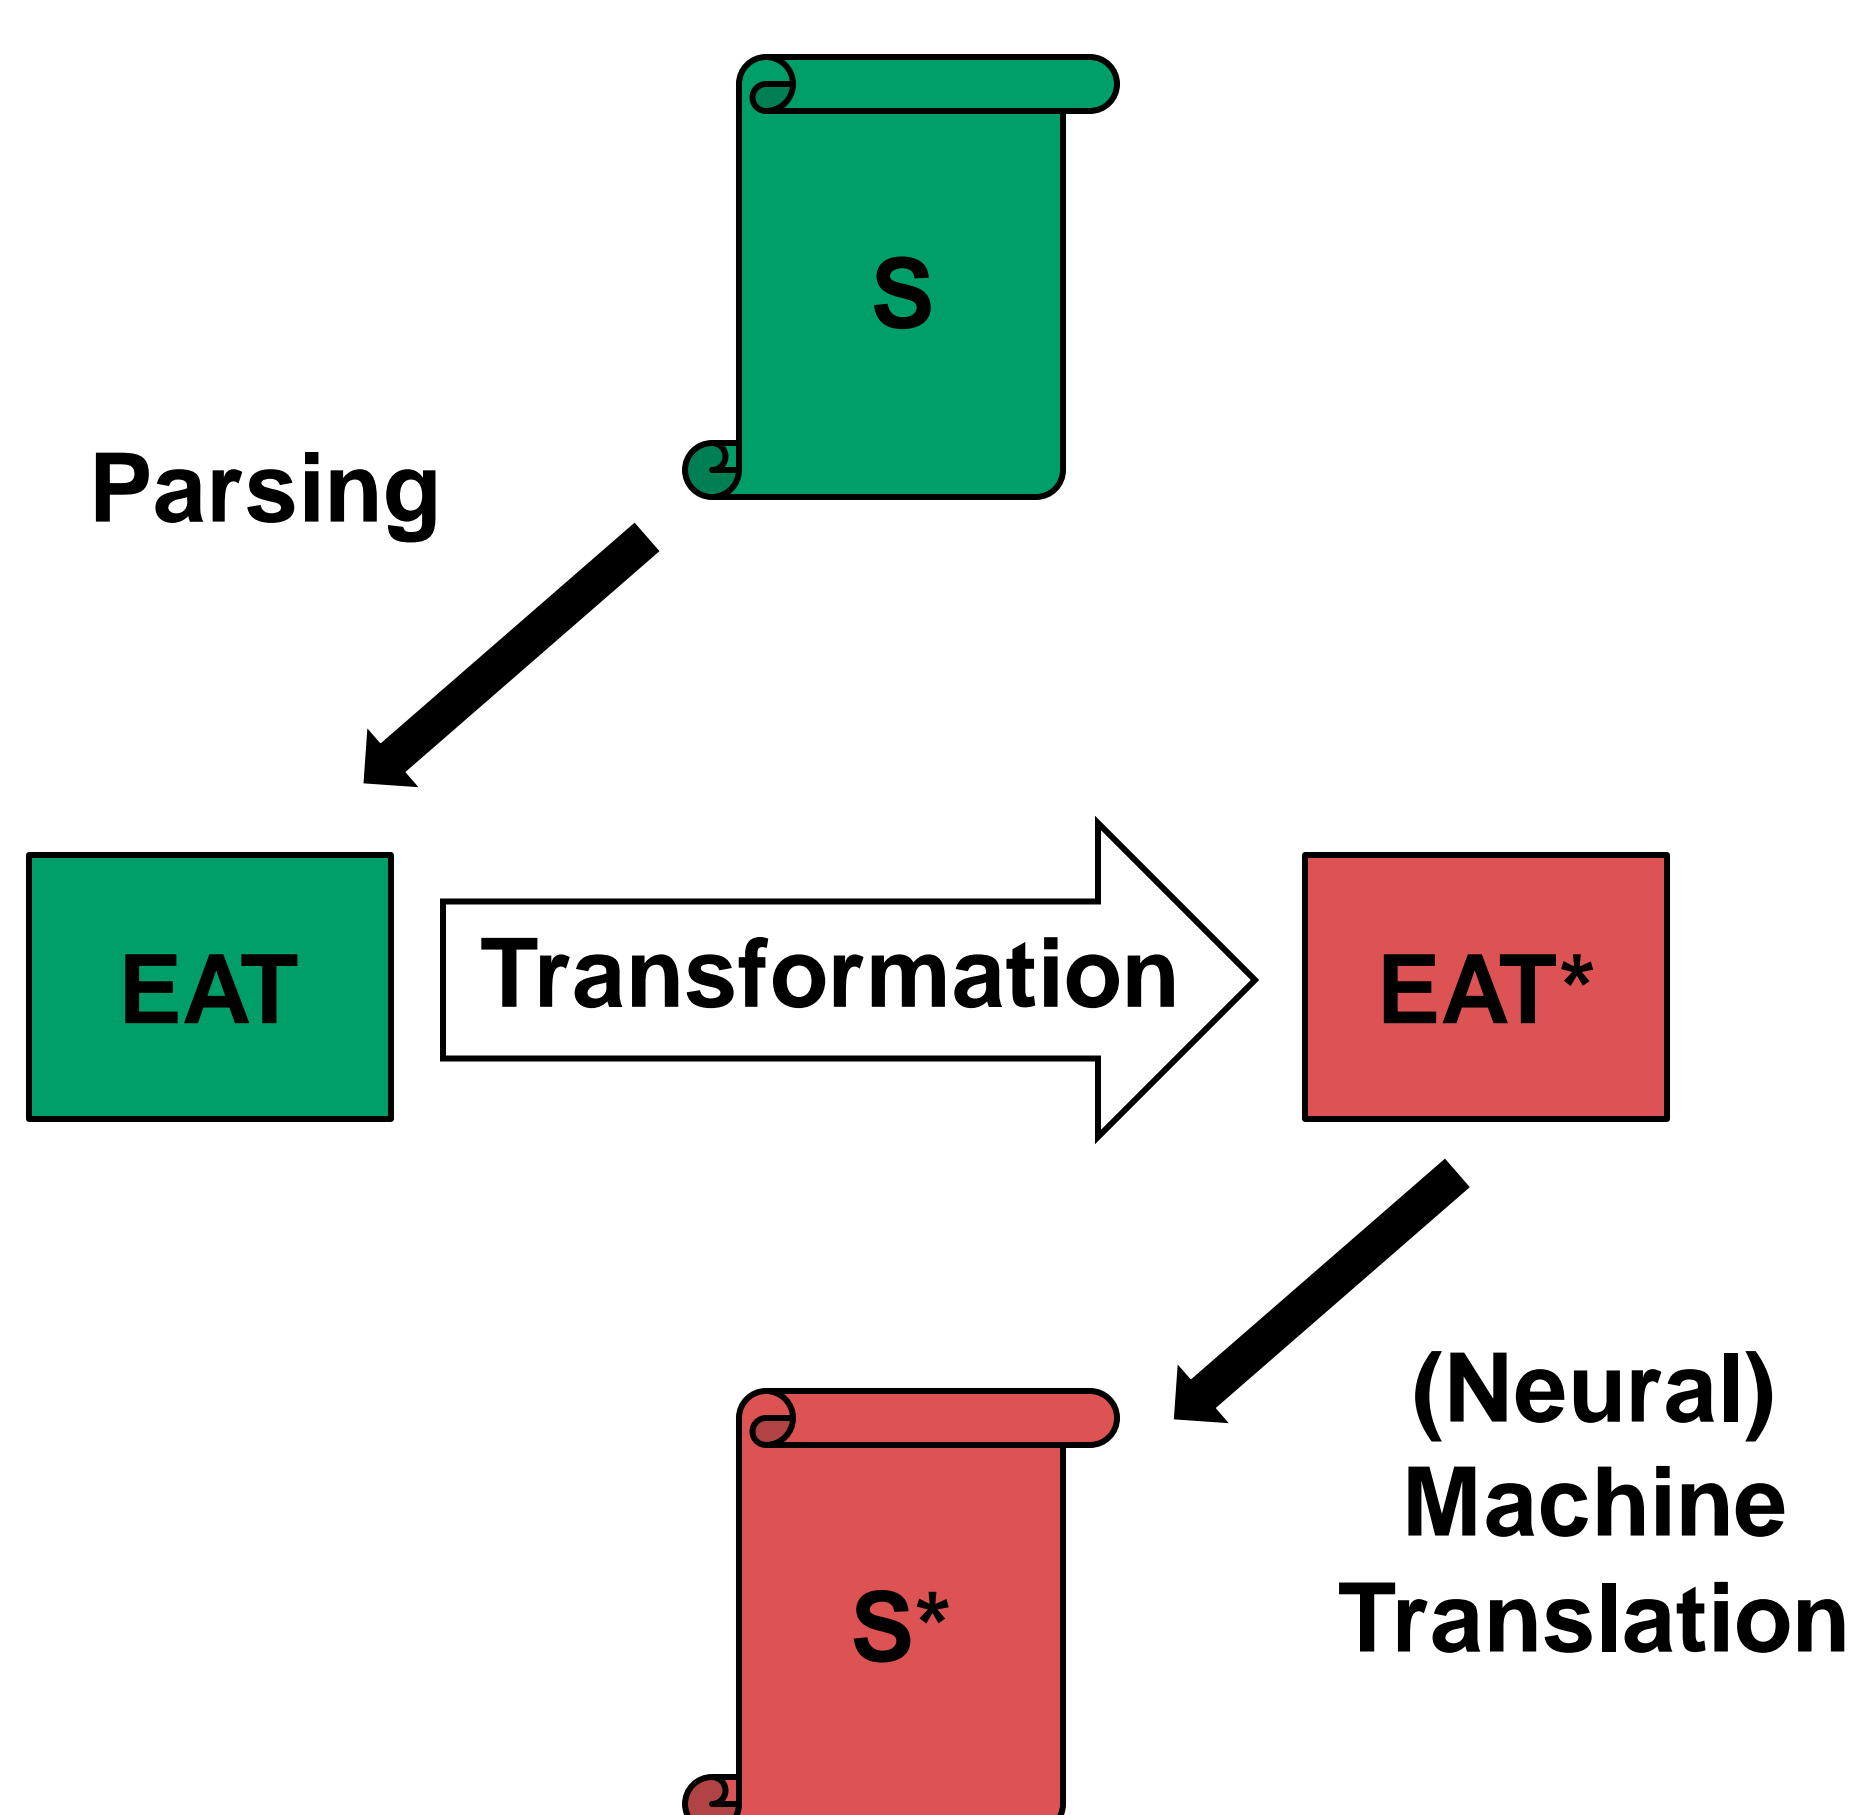 S
Parsing
EAT
Transformation
EAT*
(Neural)
Machine
Translation
S*